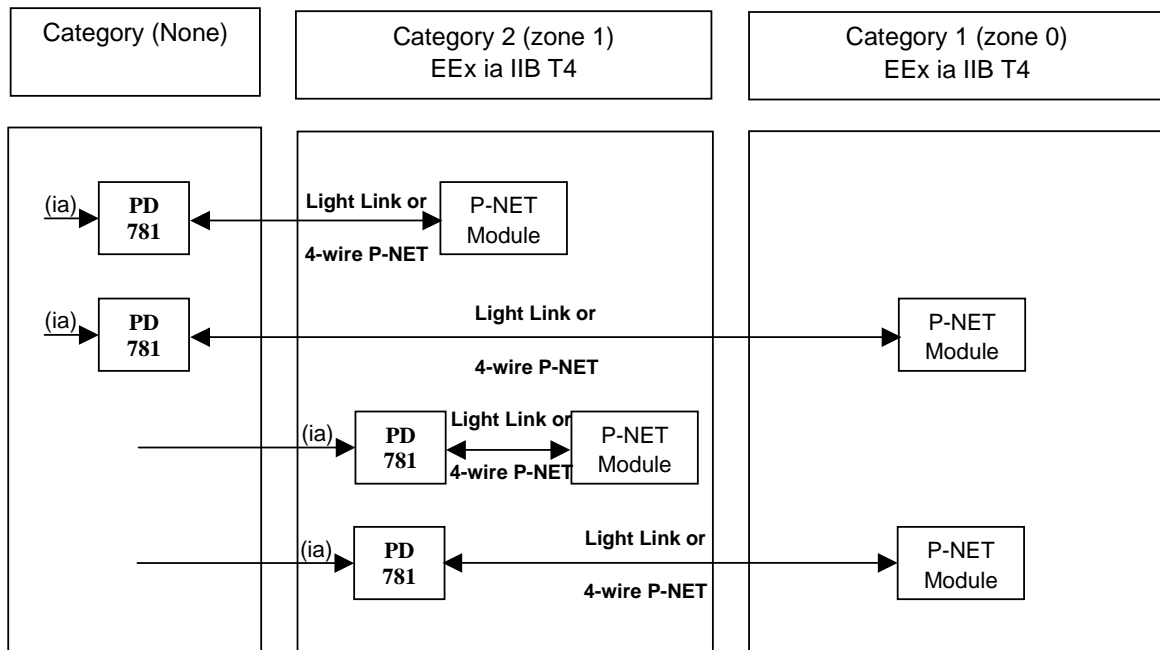 Category (None)
Category 2 (zone 1)
EEx ia IIB T4
Category 1 (zone 0)
EEx ia IIB T4
(ia)
PD
781
Light Link or
4-wire P-NET
P-NET
Module
(ia)
PD
781
Light Link or
4-wire P-NET
P-NET
Module
(ia)
PD
781
Light Link or
4-wire P-NET
P-NET
Module
(ia)
PD
781
Light Link or
4-wire P-NET
P-NET
Module